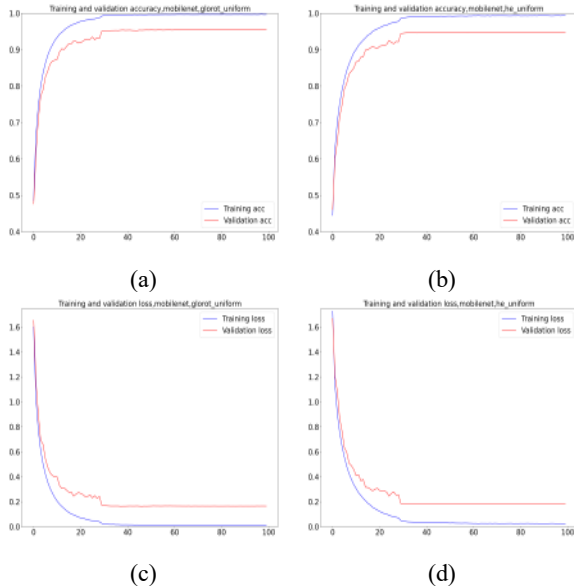 Training and validation accuracy,mobilenet,glorot_uniform
1.0
0.9
0.8
0.7
0.6
0.5
0.4
0 20 40 60 80 100
Training acc
Validation acc
(a)
Training and validation accuracy,mobilenet,he_uniform
1.0
0.9
0.8
0.7
0.6
0.5
0.4
0 20 40 60 80 100
Training acc
Validation acc
(b)
Training and validation loss,mobilenet,glorot_uniform
1.6
1.4
1.2
1.0
0.8
0.6
0.4
0.2
0.0
0 20 40 60 80 100
Training loss
Validation loss
(c)
Training and validation loss,mobilenet,he_uniform
1.6
1.4
1.2
1.0
0.8
0.6
0.4
0.2
0.0
0 20 40 60 80 100
Training loss
Validation loss
(d)